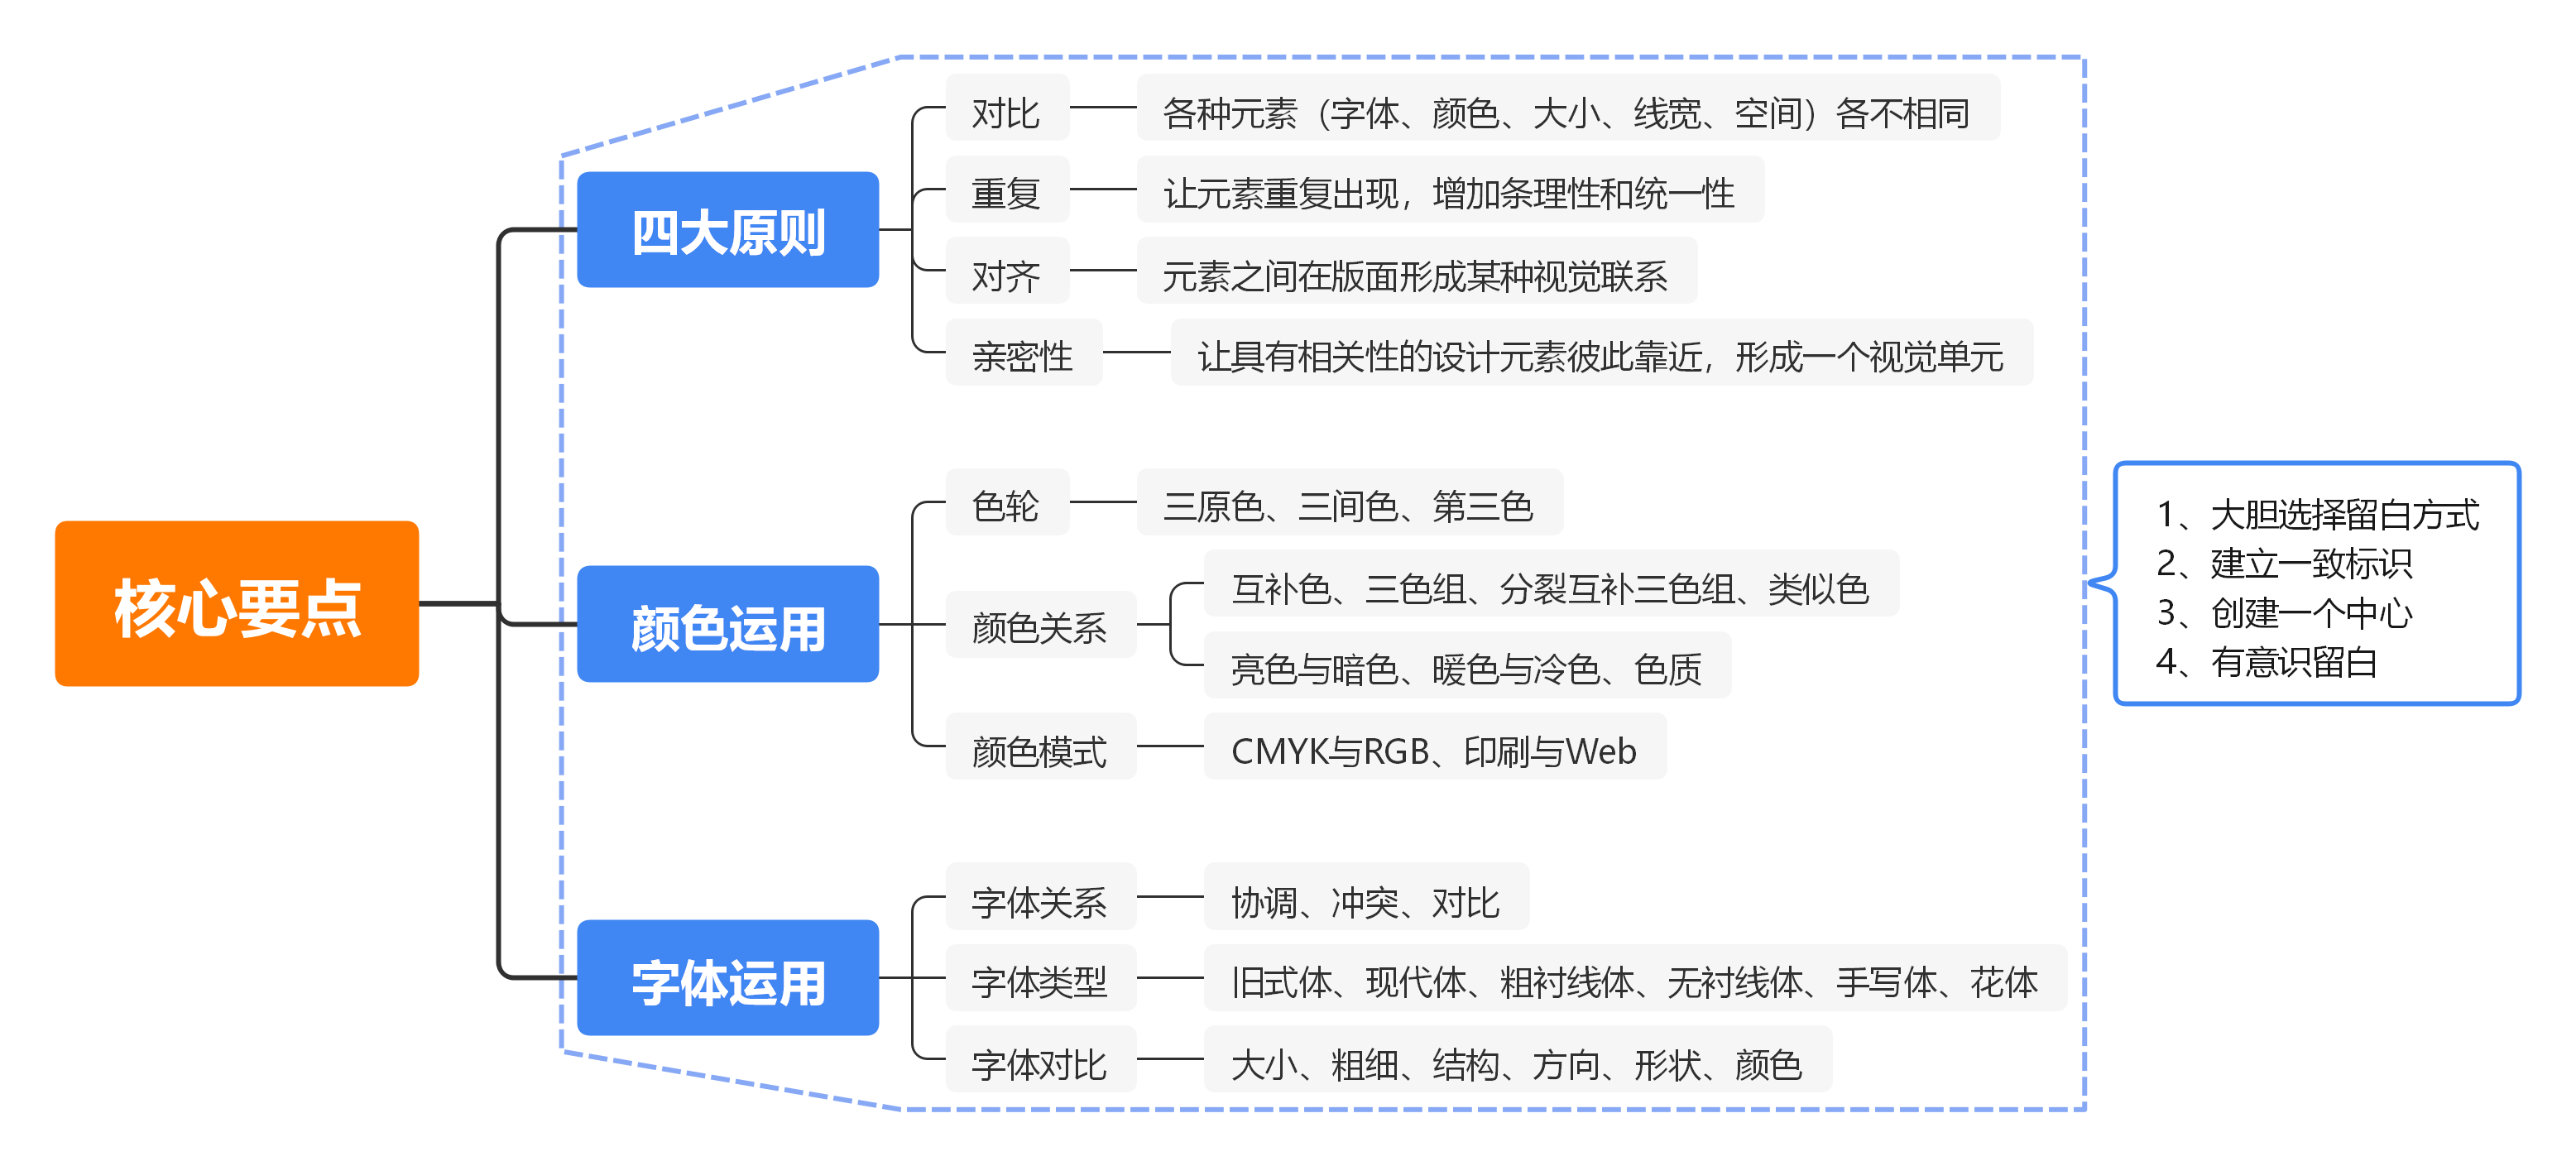 核心要点
四大原则
对比
各种元素（字体、颜色、大小、线宽、空间）各不相同
重复
让元素重复出现，增加条理性和统一性
对齐
元素之间在版面形成某种视觉联系
亲密性
让具有相关性的设计元素彼此靠近，形成一个视觉单元
颜色运用
色轮
三原色、三间色、第三色
颜色关系
互补色、三色组、分裂互补三色组、类似色
亮色与暗色、暖色与冷色、色质
颜色模式
CMYK与RGB、印刷与Web
字体运用
字体关系
协调、冲突、对比
字体类型
旧式体、现代体、粗衬线体、无衬线体、手写体、花体
字体对比
大小、粗细、结构、方向、形状、颜色
1、大胆选择留白方式
2、建立一致标识
3、创建一个中心
4、有意识留白